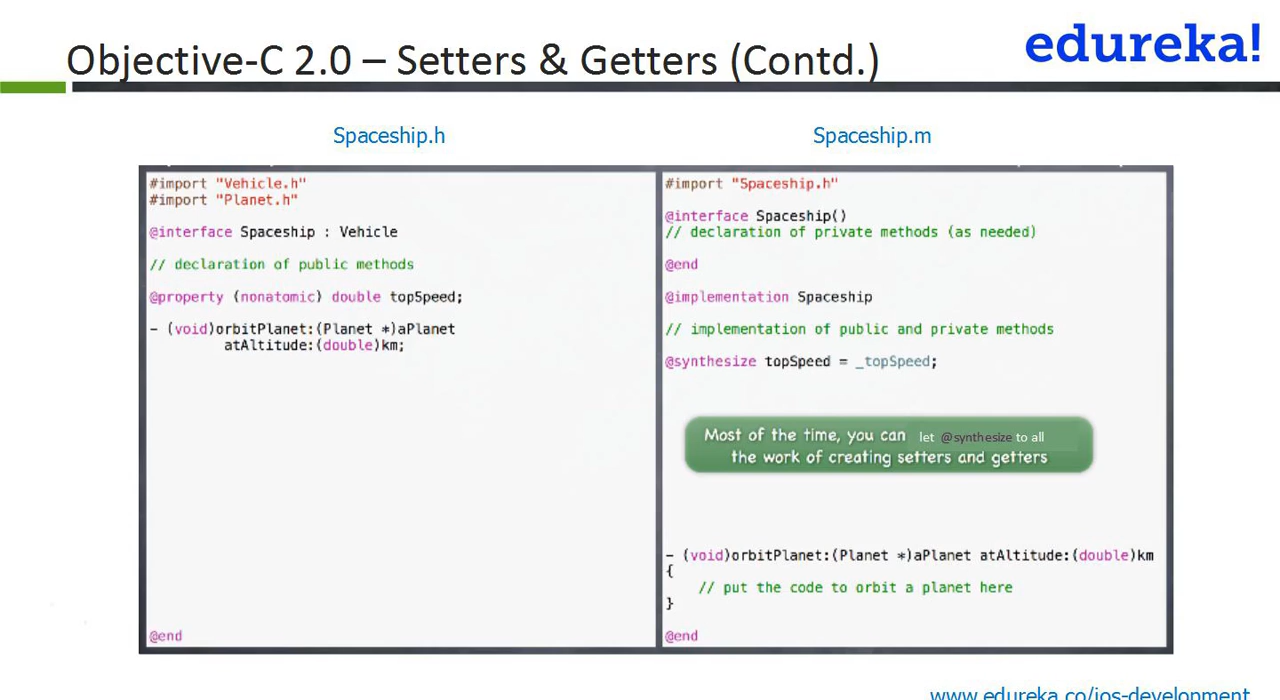 Objective-C 2.0 – Setters & Getters (Contd.)
edureka!
Spaceship.h
#import "Vehicle.h"
#import "Planet.h"
@interface Spaceship : Vehicle
// declaration of public methods
@property (nonatomic) double topSpeed;
- (void)orbitPlanet:(Planet *)aPlanet
atAltitude:(double)km;
@end
Spaceship.m
#import "Spaceship.h"
@interface Spaceship()
// declaration of private methods (as needed)
@end
@implementation Spaceship
// implementation of public and private methods
@synthesize topSpeed = _topSpeed;
Most of the time, you can let @synthesize to all
the work of creating setters and getters
- (void)orbitPlanet:(Planet *)aPlanet atAltitude:(double)km
{
// put the code to orbit a planet here
}
@end
www.edureka.co/ios-development